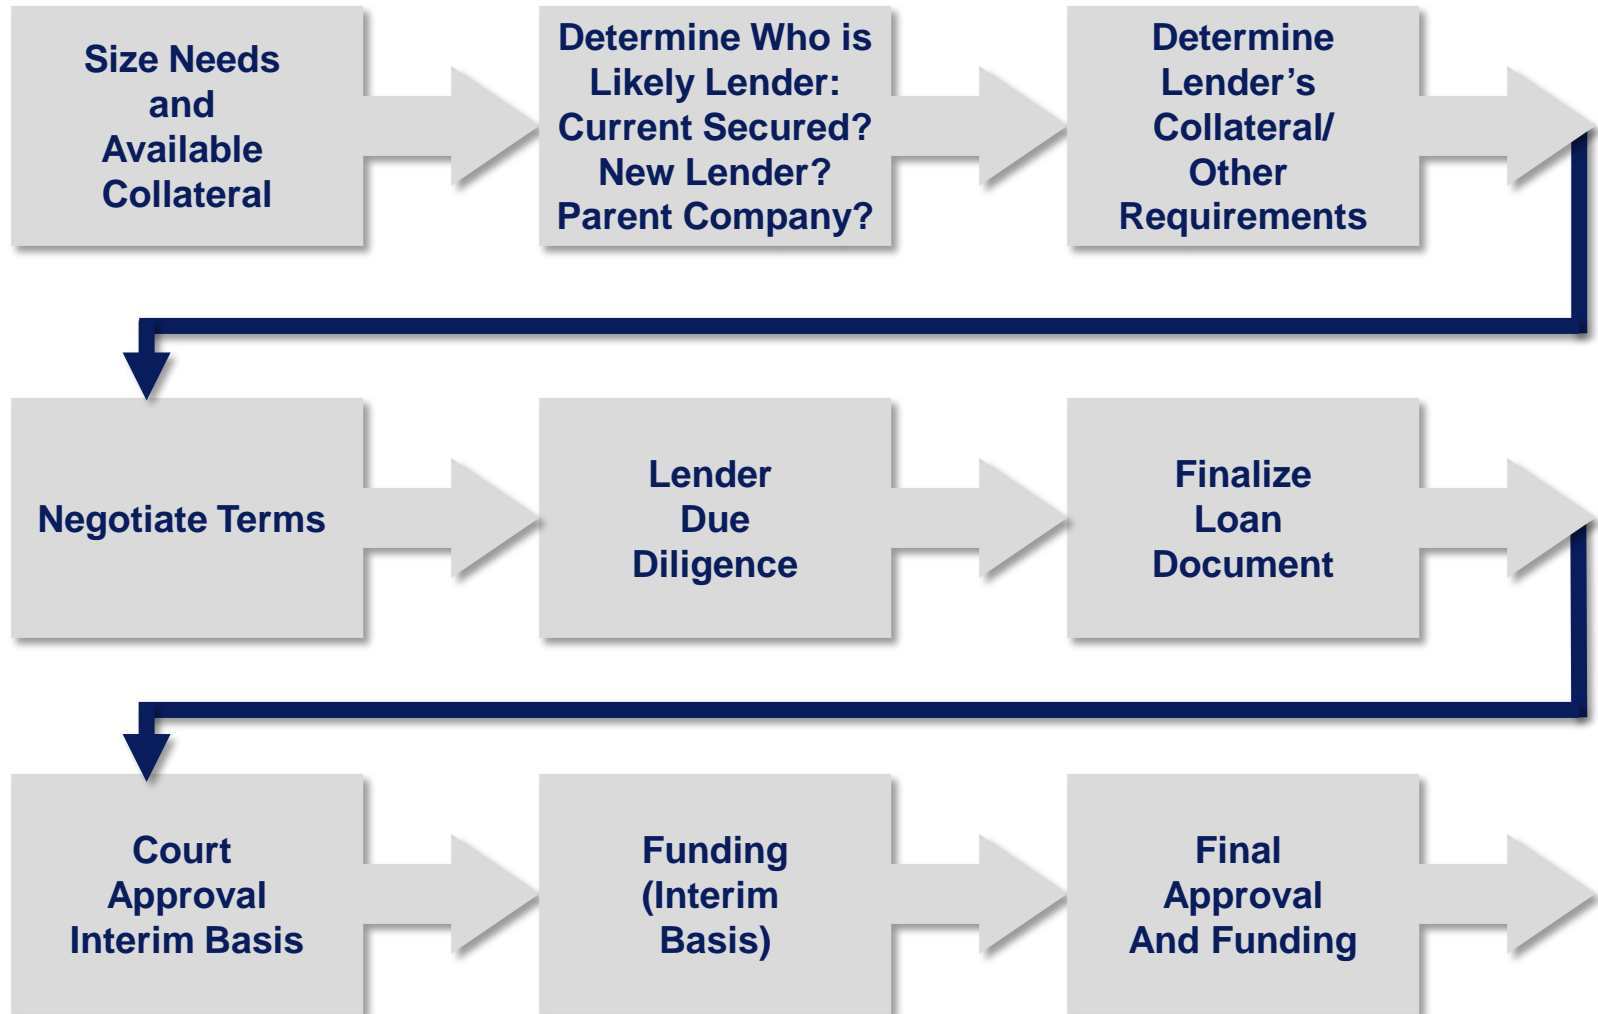 Size Needs
and
Available
Collateral
Determine Who is
Likely Lender:
Current Secured?
New Lender?
Parent Company?
Determine
Lender’s
Collateral/
Other
Requirements
Negotiate Terms
Lender
Due
Diligence
Finalize
Loan
Document
Court
Approval
Interim Basis
Funding
(Interim
Basis)
Final
Approval
And Funding